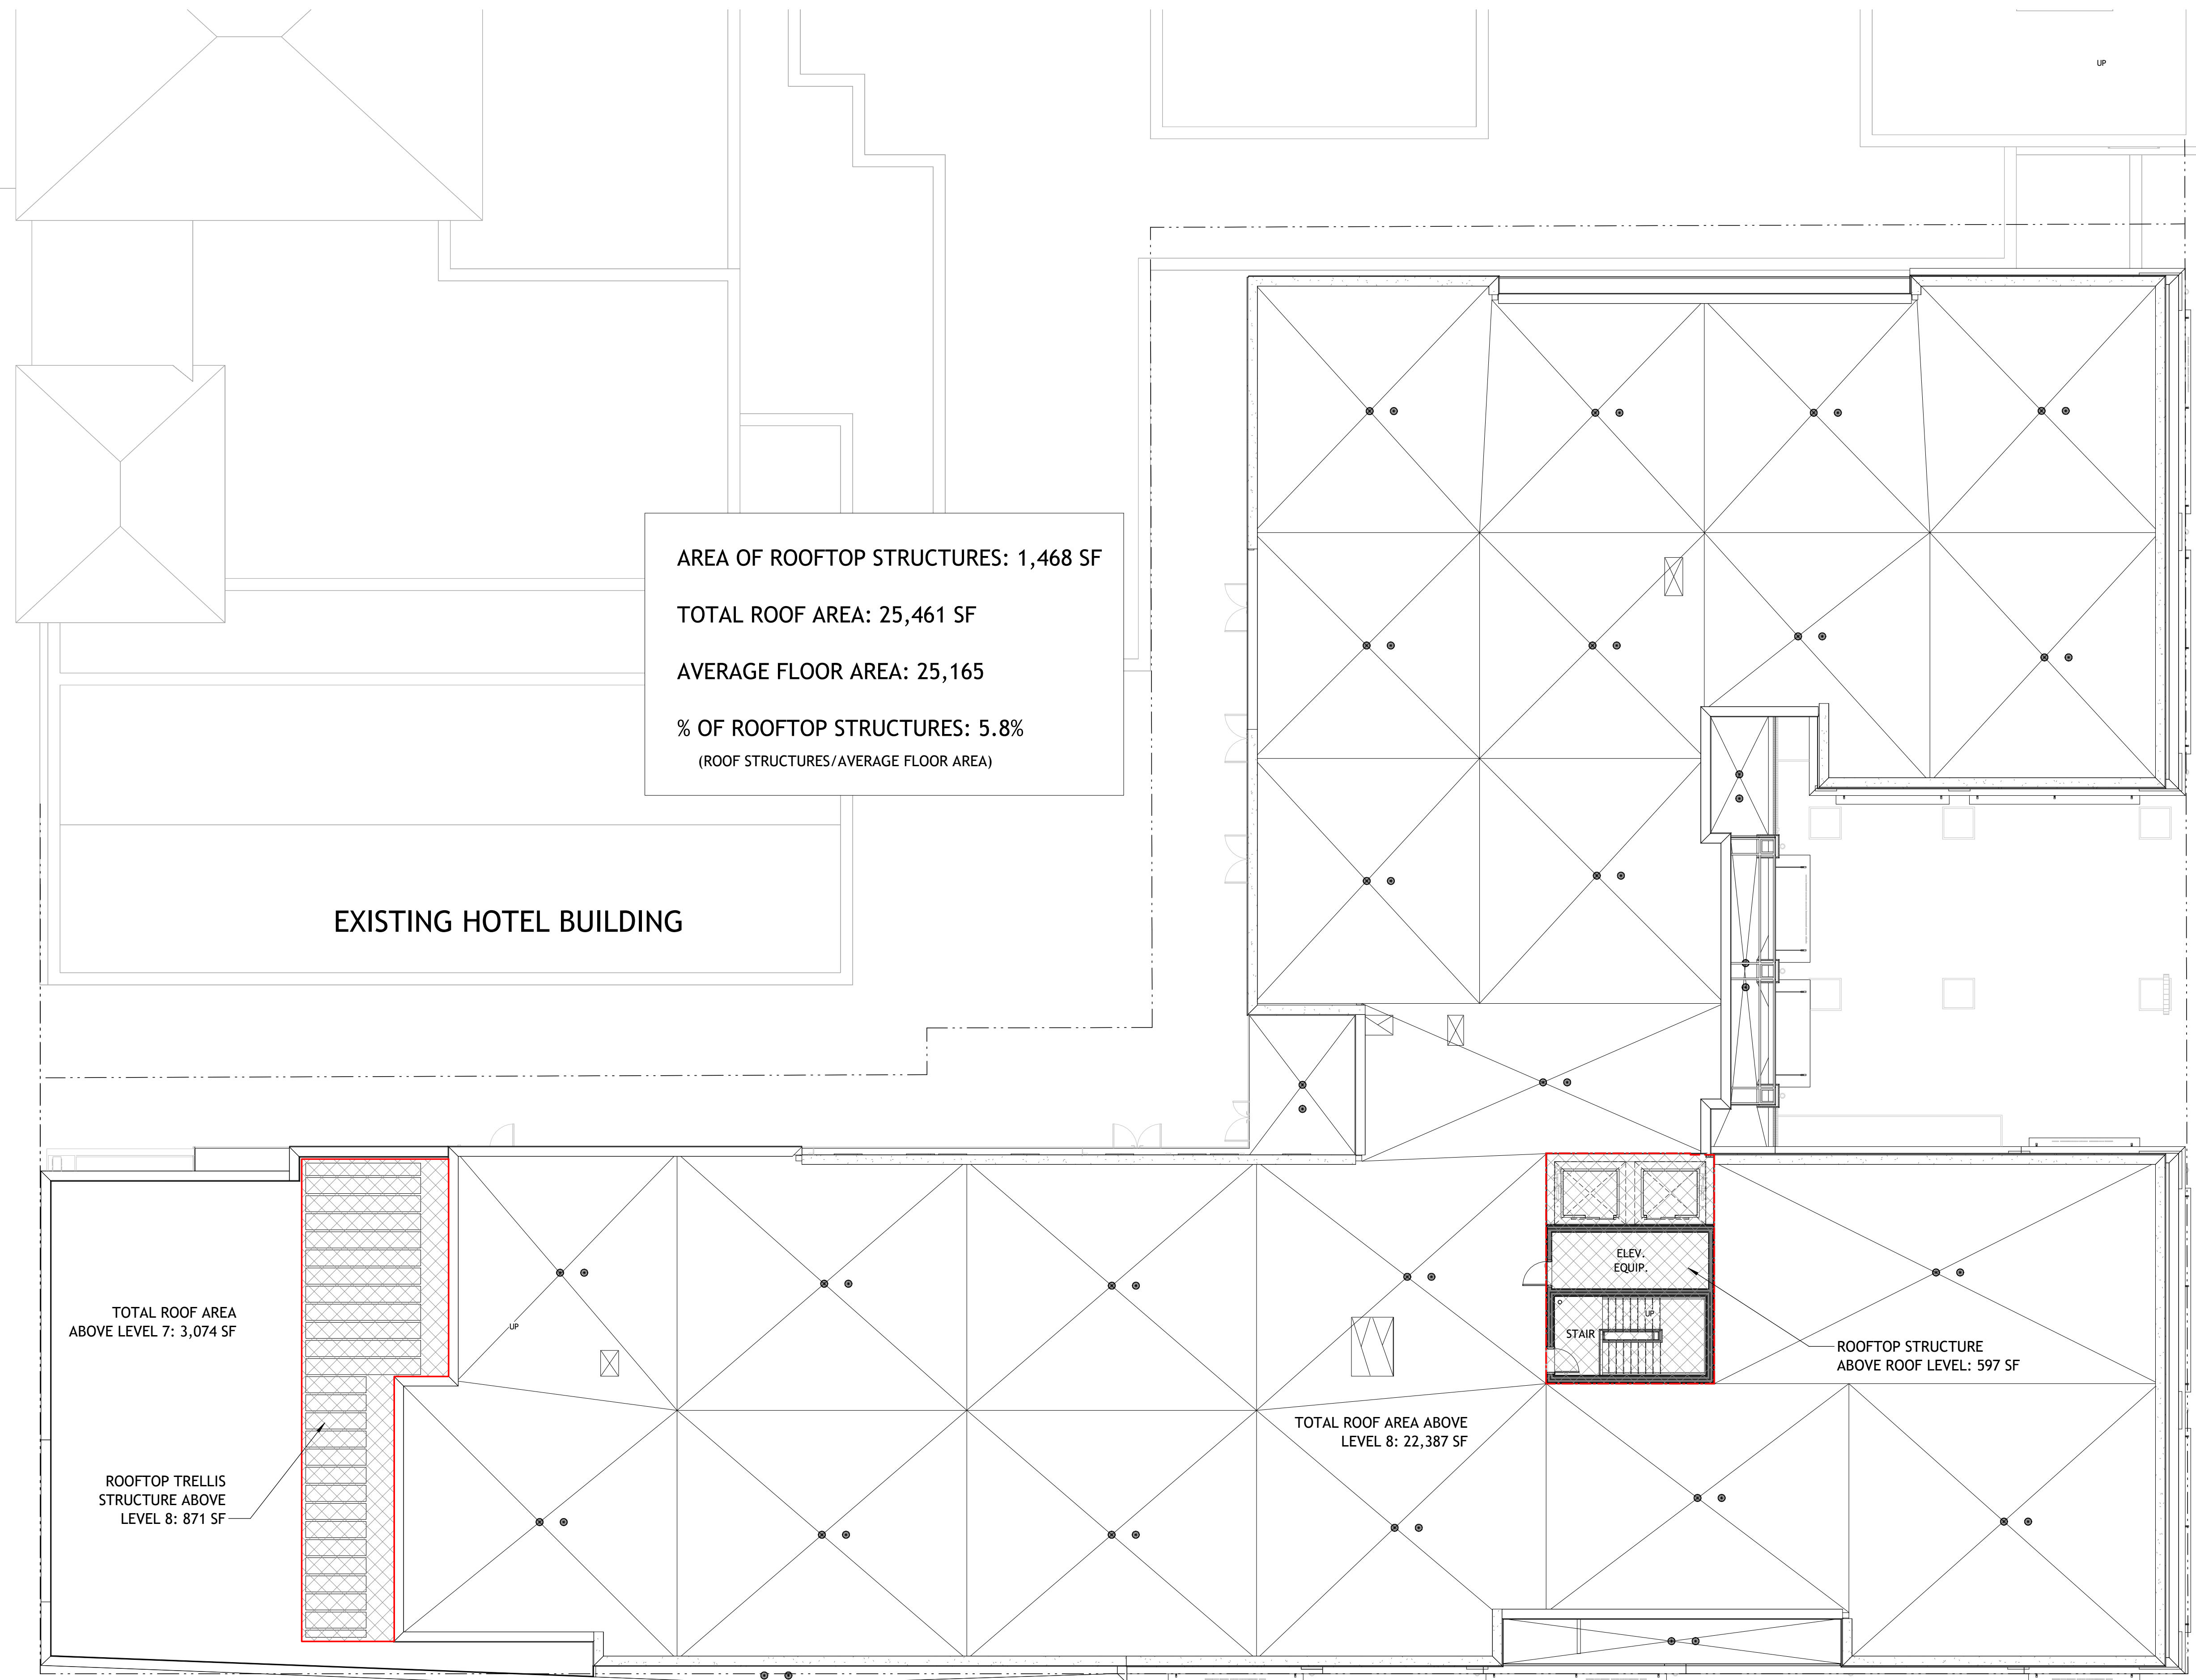 UP
AREA OF ROOFTOP STRUCTURES: 1,468 SF
TOTAL ROOF AREA: 25,461 SF
AVERAGE FLOOR AREA: 25,165
% OF ROOFTOP STRUCTURES: 5.8%
(ROOF STRUCTURES/AVERAGE FLOOR AREA)
EXISTING HOTEL BUILDING
ELEV.
EQUIP.
TOTAL ROOF AREA
ABOVE LEVEL 7: 3,074 SF
UP
UP
STAIR
ROOFTOP STRUCTURE
ABOVE ROOF LEVEL: 597 SF
TOTAL ROOF AREA ABOVE
LEVEL 8: 22,387 SF
ROOFTOP TRELLIS
STRUCTURE ABOVE
LEVEL 8: 871 SF